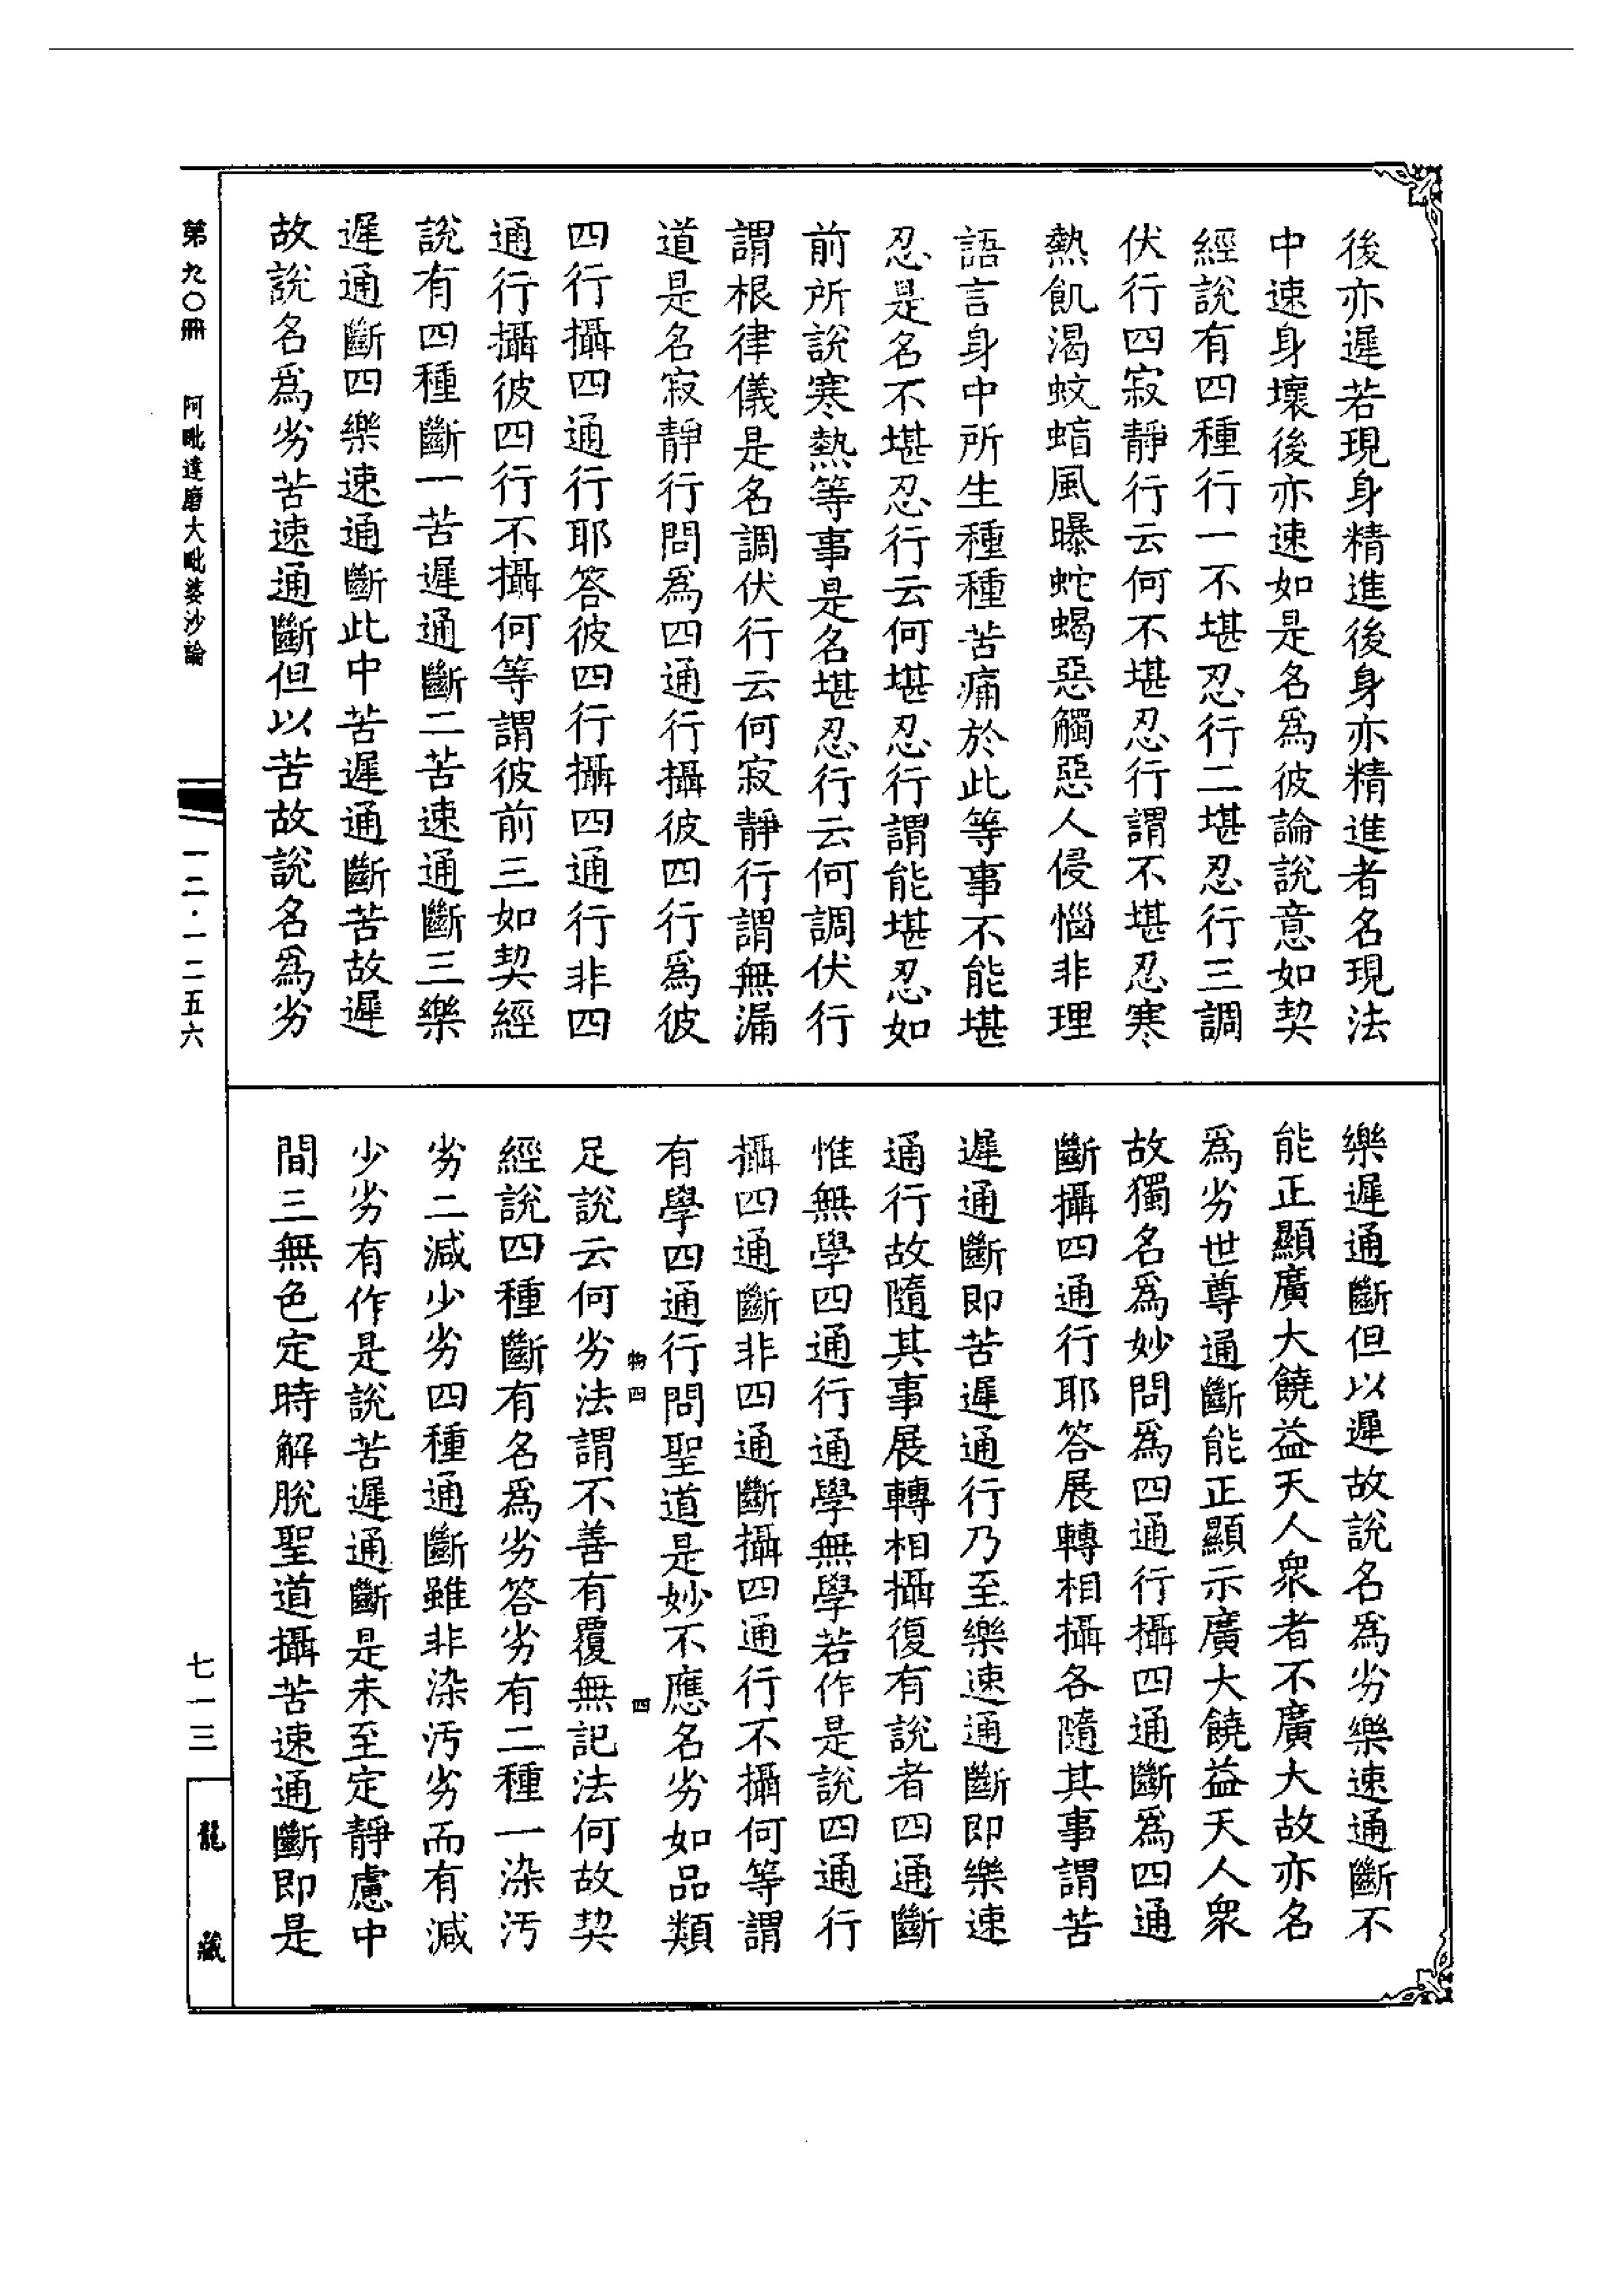 後亦遲若現身精進後身亦精進者名現法
中速身壞後亦速如是名為彼論說意如契
經說有四種行一不堪忍行二堪忍行三調
伏行四寂靜行云何不堪忍行謂不堪忍寒
熱飢渴蚊蝱風曝蛇蝎惡觸惡人侵惱非理
語言身中所生種種苦痛於此等事不能堪
忍是名不堪忍行云何堪忍行謂能堪忍如
前所說寒熱等事是名堪忍行云何調伏行
謂根律儀是名調伏行云何寂靜行謂無漏
道是名寂靜行問為四通行攝彼四行為彼
四行攝四通行耶答彼四行攝四通行非四
通行攝彼四行不攝何等謂彼前三如契經
說有四種斷一苦遲通斷二苦速通斷三樂
遲通斷四樂速通斷此中苦遲通斷苦故遲
故說名為劣苦速通斷但以苦故說名為劣
樂遲通斷但以遲故說名為劣樂速通斷不
能正顯廣大饒益天人眾者不廣大故亦名
為劣世尊通斷能正顯示廣大饒益天人眾
故獨名為妙問為四通行攝四通斷為四通
斷攝四通行耶答展轉相攝各隨其事謂苦
遲通斷即苦遲通行乃至樂速通斷即樂速
通行故隨其事展轉相攝復有說者四通斷
惟無學四通行通學無學若作是說四通行
攝四通斷非四通斷攝四通行不攝何等謂
有學四通行問聖道是妙不應名劣如品類
物四
四
足說云何劣法謂不善有覆無記法何故契
經說四種斷有名為劣答劣有二種一染污
劣二減少劣四種通斷雖非染污劣而有減
少劣有作是說苦遲通斷是未至定靜慮中
間三無色定時解脫聖道攝苦速通斷即是
第九〇冊
阿毗達磨大毗婆沙論
一二·一二五六
七一三
龍藏